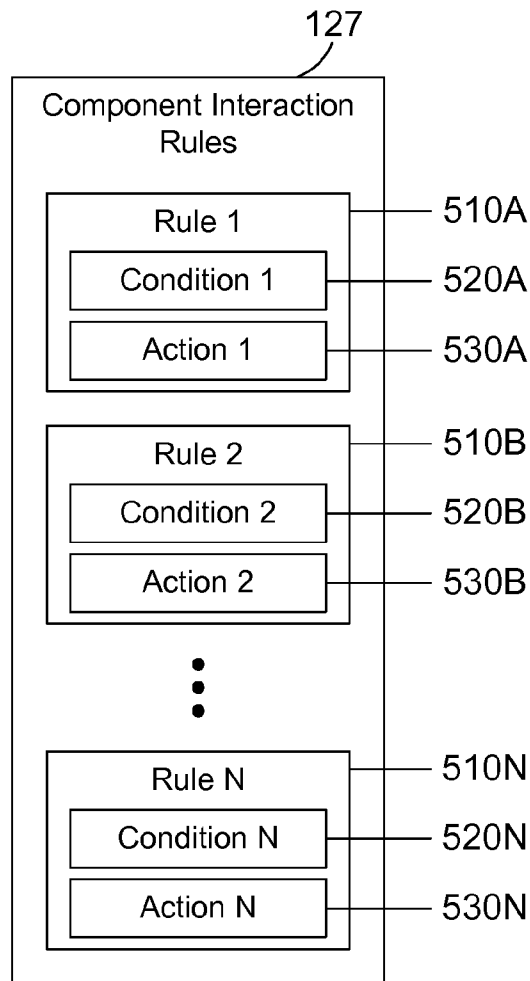 127
Component Interaction
Rules
Rule 1
510A
Condition 1
520A
Action 1
530A
Rule 2
510B
Condition 2
520B
Action 2
530B
Rule N
510N
Condition N
520N
Action N
530N